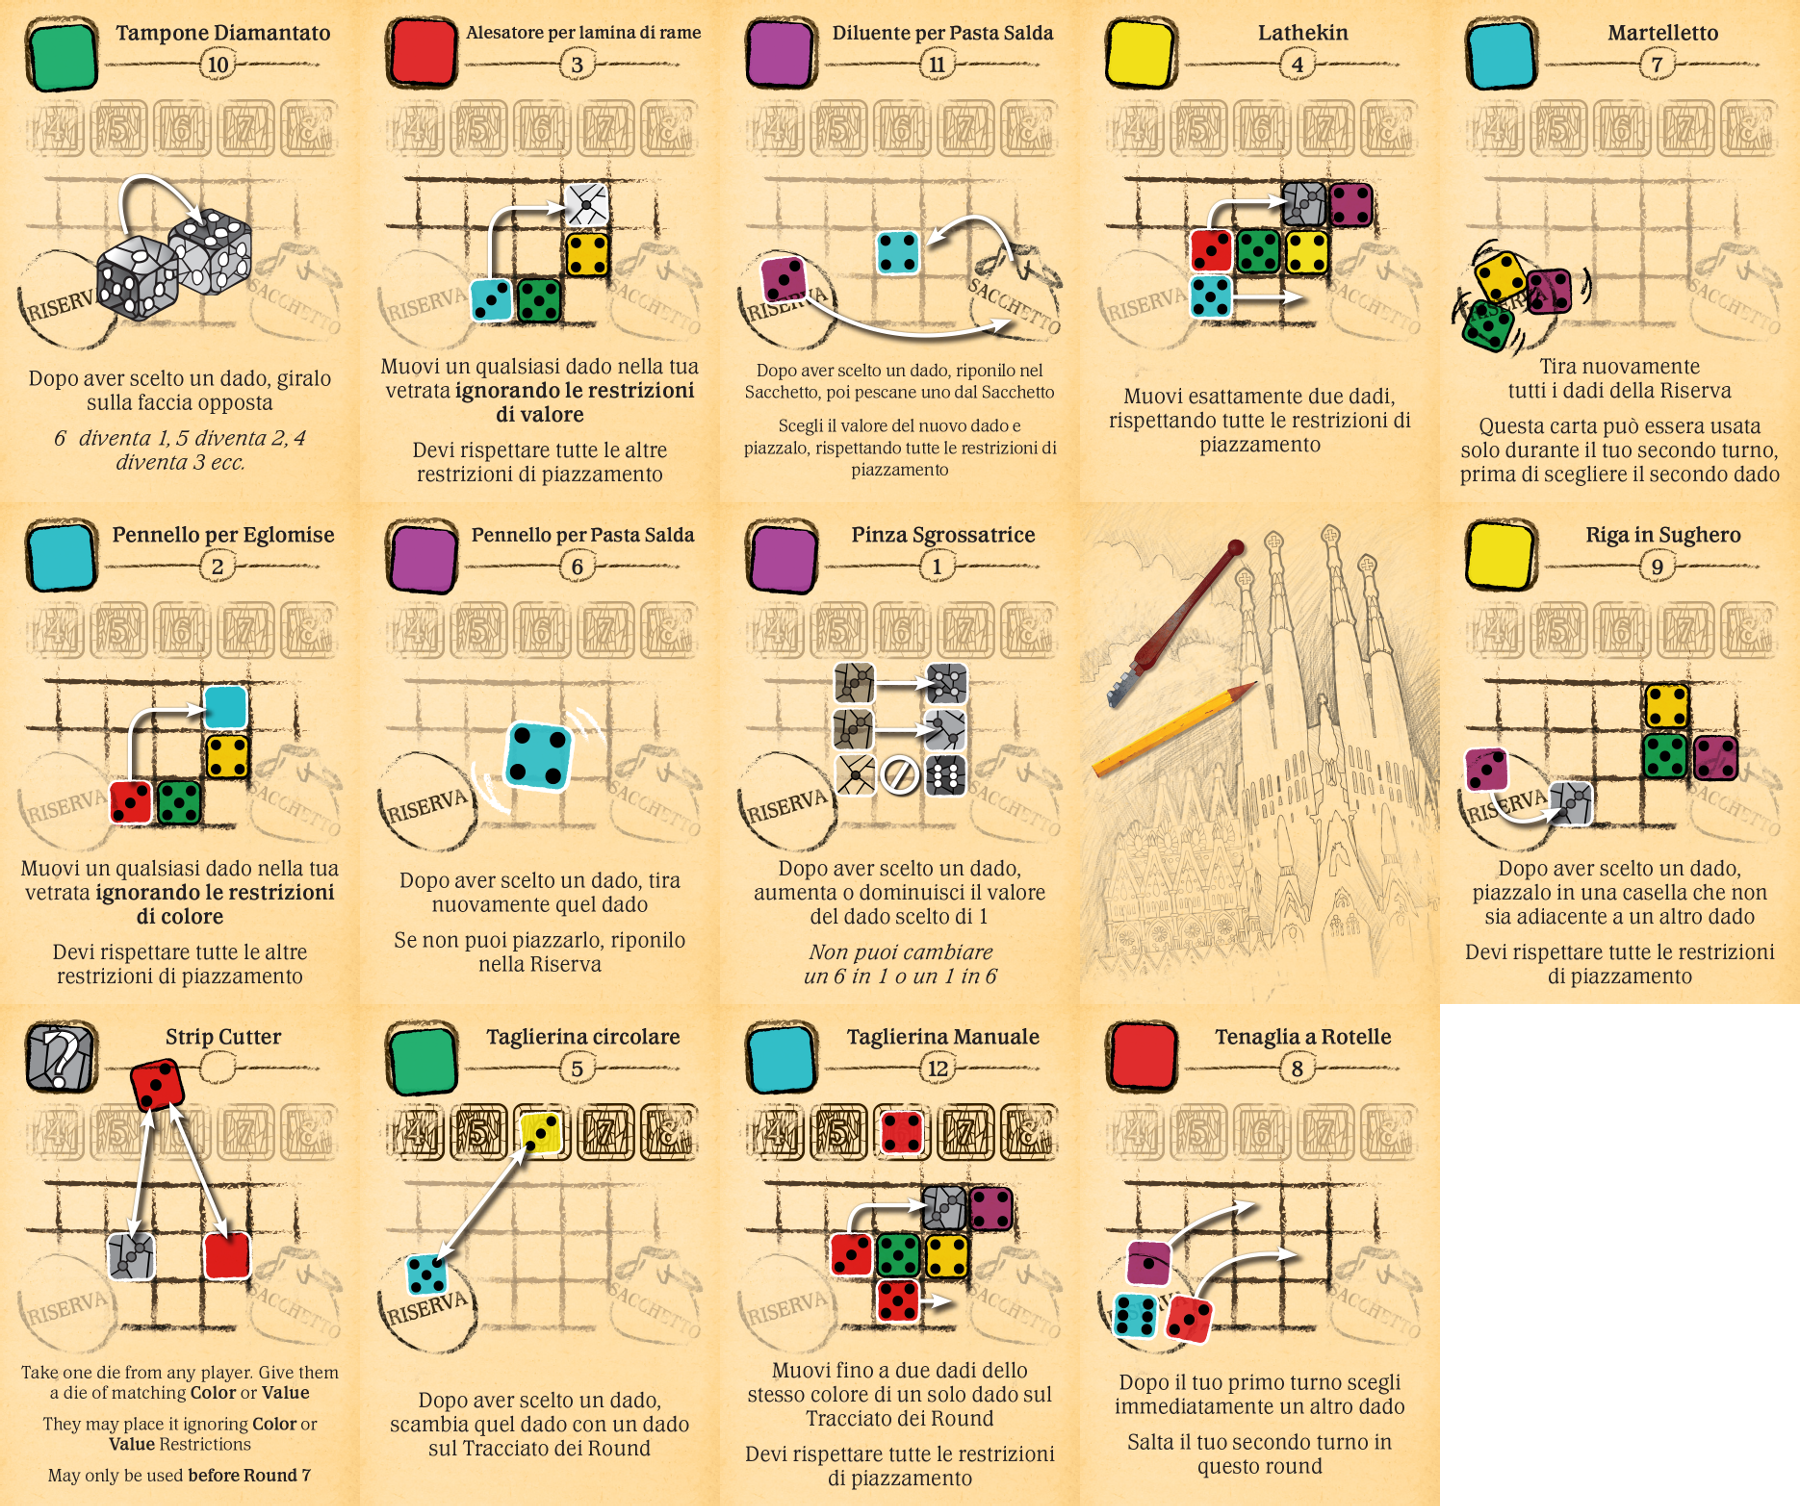 Tampone Diamantato
10
4 5 6 7 8
RISERVA
Dopo aver scelto un dado, giralo
sulla faccia opposta
6 diventa 1, 5 diventa 2, 4
diventa 3 ecc.
SACCHETTO
Alesatore per lamina di rame
3
4 5 6 7 8
RISERVA
SACCHETTO
Muovi un qualsiasi dado nella tua
vetrata ignorando le restrizioni
di valore
Devi rispettare tutte le altre
restrizioni di piazzamento
Diluente per Pasta Salda
11
4 5 6 7 8
RISERVA
SACCHETTO
Dopo aver scelto un dado, riponilo nel
Sacchetto, poi pescane uno dal Sacchetto
Scegli il valore del nuovo dado e
piazzalo, rispettando tutte le restrizioni di
piazzamento
Lathekin
4
4 5 6 7 8
RISERVA
SACCHETTO
Muovi esattamente due dadi,
rispettando tutte le restrizioni di
piazzamento
Martelletto
7
4 5 6 7 8
RISERVA
SACCHETTO
Tira nuovamente
tutti i dadi della Riserva
Questa carta può essera usata
solo durante il tuo secondo turno,
prima di scegliere il secondo dado
Pennello per Eglomise
2
4 5 6 7 8
RISERVA
SACCHETTO
Muovi un qualsiasi dado nella tua
vetrata ignorando le restrizioni
di colore
Devi rispettare tutte le altre
restrizioni di piazzamento
Pennello per Pasta Salda
6
4 5 6 7 8
RISERVA
SACCHETTO
Dopo aver scelto un dado, tira
nuovamente quel dado
Se non puoi piazzarlo, riponilo
nella Riserva
Pinza Sgrossatrice
1
4 5 6 7 8
RISERVA
SACCHETTO
Dopo aver scelto un dado,
aumenta o dominuisci il valore
del dado scelto di 1
Non puoi cambiare
un 6 in 1 o un 1 in 6
Riga in Sughero
9
4 5 6 7 8
RISERVA
SACCHETTO
Dopo aver scelto un dado,
piazzalo in una casella che non
sia adiacente a un altro dado
Devi rispettare tutte le restrizioni
di piazzamento
?
Strip Cutter
4 5 6 7 8
RISERVA
SACCHETTO
Take one die from any player. Give them
a die of matching Color or Value
They may place it ignoring Color or
Value Restrictions
May only be used before Round 7
Taglierina circolare
5
4 5 7 8
RISERVA
SACCHETTO
Dopo aver scelto un dado,
scambia quel dado con un dado
sul Tracciato dei Round
Taglierina Manuale
12
4 5 7 8
RISERVA
SACCHETTO
Muovi fino a due dadi dello
stesso colore di un solo dado sul
Tracciato dei Round
Devi rispettare tutte le restrizioni
di piazzamento
Tenaglia a Rotelle
8
4 5 6 7 8
SACCHETTO
Dopo il tuo primo turno scegli
immediatamente un altro dado
Salta il tuo secondo turno in
questo round